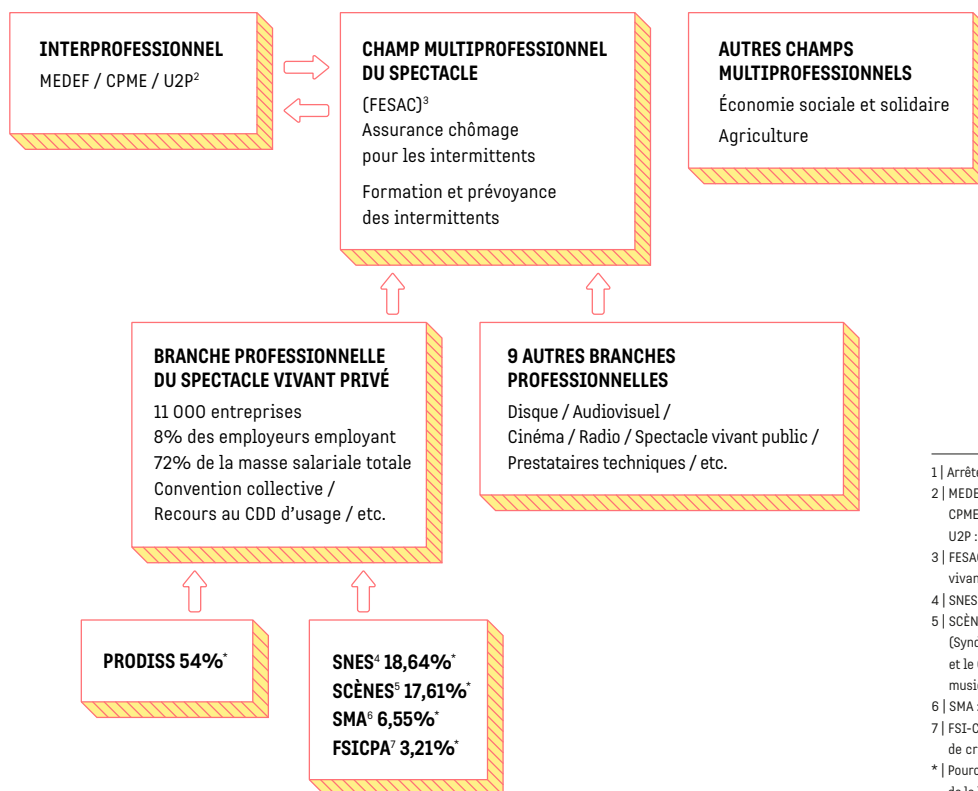 INTERPROFESSIONNEL
MEDEF / CPME / U2P²
CHAMP MULTIPROFESSIONNEL
DU SPECTACLE
(FESAC)³
Assurance chômage
pour les intermittents
Formation et prévoyance
des intermittents
AUTRES CHAMPS
MULTIPROFESSIONNELS
Économie sociale et solidaire
Agriculture
BRANCHE PROFESSIONNELLE
DU SPECTACLE VIVANT PRIVÉ
11 000 entreprises
8% des employeurs employant
72% de la masse salariale totale
Convention collective /
Recours au CDD d'usage / etc.
9 AUTRES BRANCHES
PROFESSIONNELLES
Disque / Audiovisuel /
Cinéma / Radio / Spectacle vivant public /
Prestataires techniques / etc.
PRODISS 54%*
SNES⁴ 18,64%*
SCÈNES⁵ 17,61%*
SMA⁶ 6,55%*
FSICPA⁷ 3,21%*
1 | Arrêt
2 | MEDE
CPME
U2P :
3 | FESA
vivan
4 | SNES
5 | SCÈN
(Sync
et le
music
6 | SMA
7 | FSI-C
de cr
* | Pourc